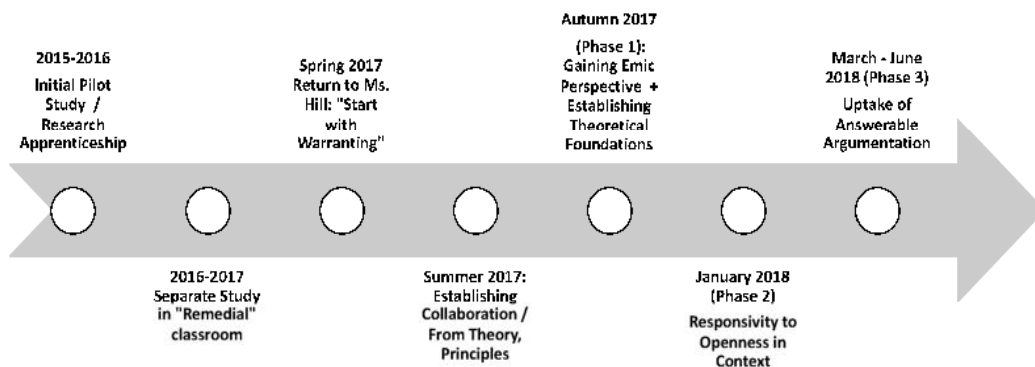 2015-2016
Initial Pilot
Study /
Research
Apprenticeship
2016-2017
Separate Study
in "Remedial"
classroom
Spring 2017
Return to Ms.
Hill: "Start
with
Warranting"
Summer 2017:
Establishing
Collaboration /
From Theory,
Principles
Autumn 2017
(Phase 1):
Gaining Emic
Perspective +
Establishing
Theoretical
Foundations
January 2018
(Phase 2)
Responsivity to
Openness in
Context
March - June
2018 (Phase 3)
Uptake of
Answerable
Argumentation